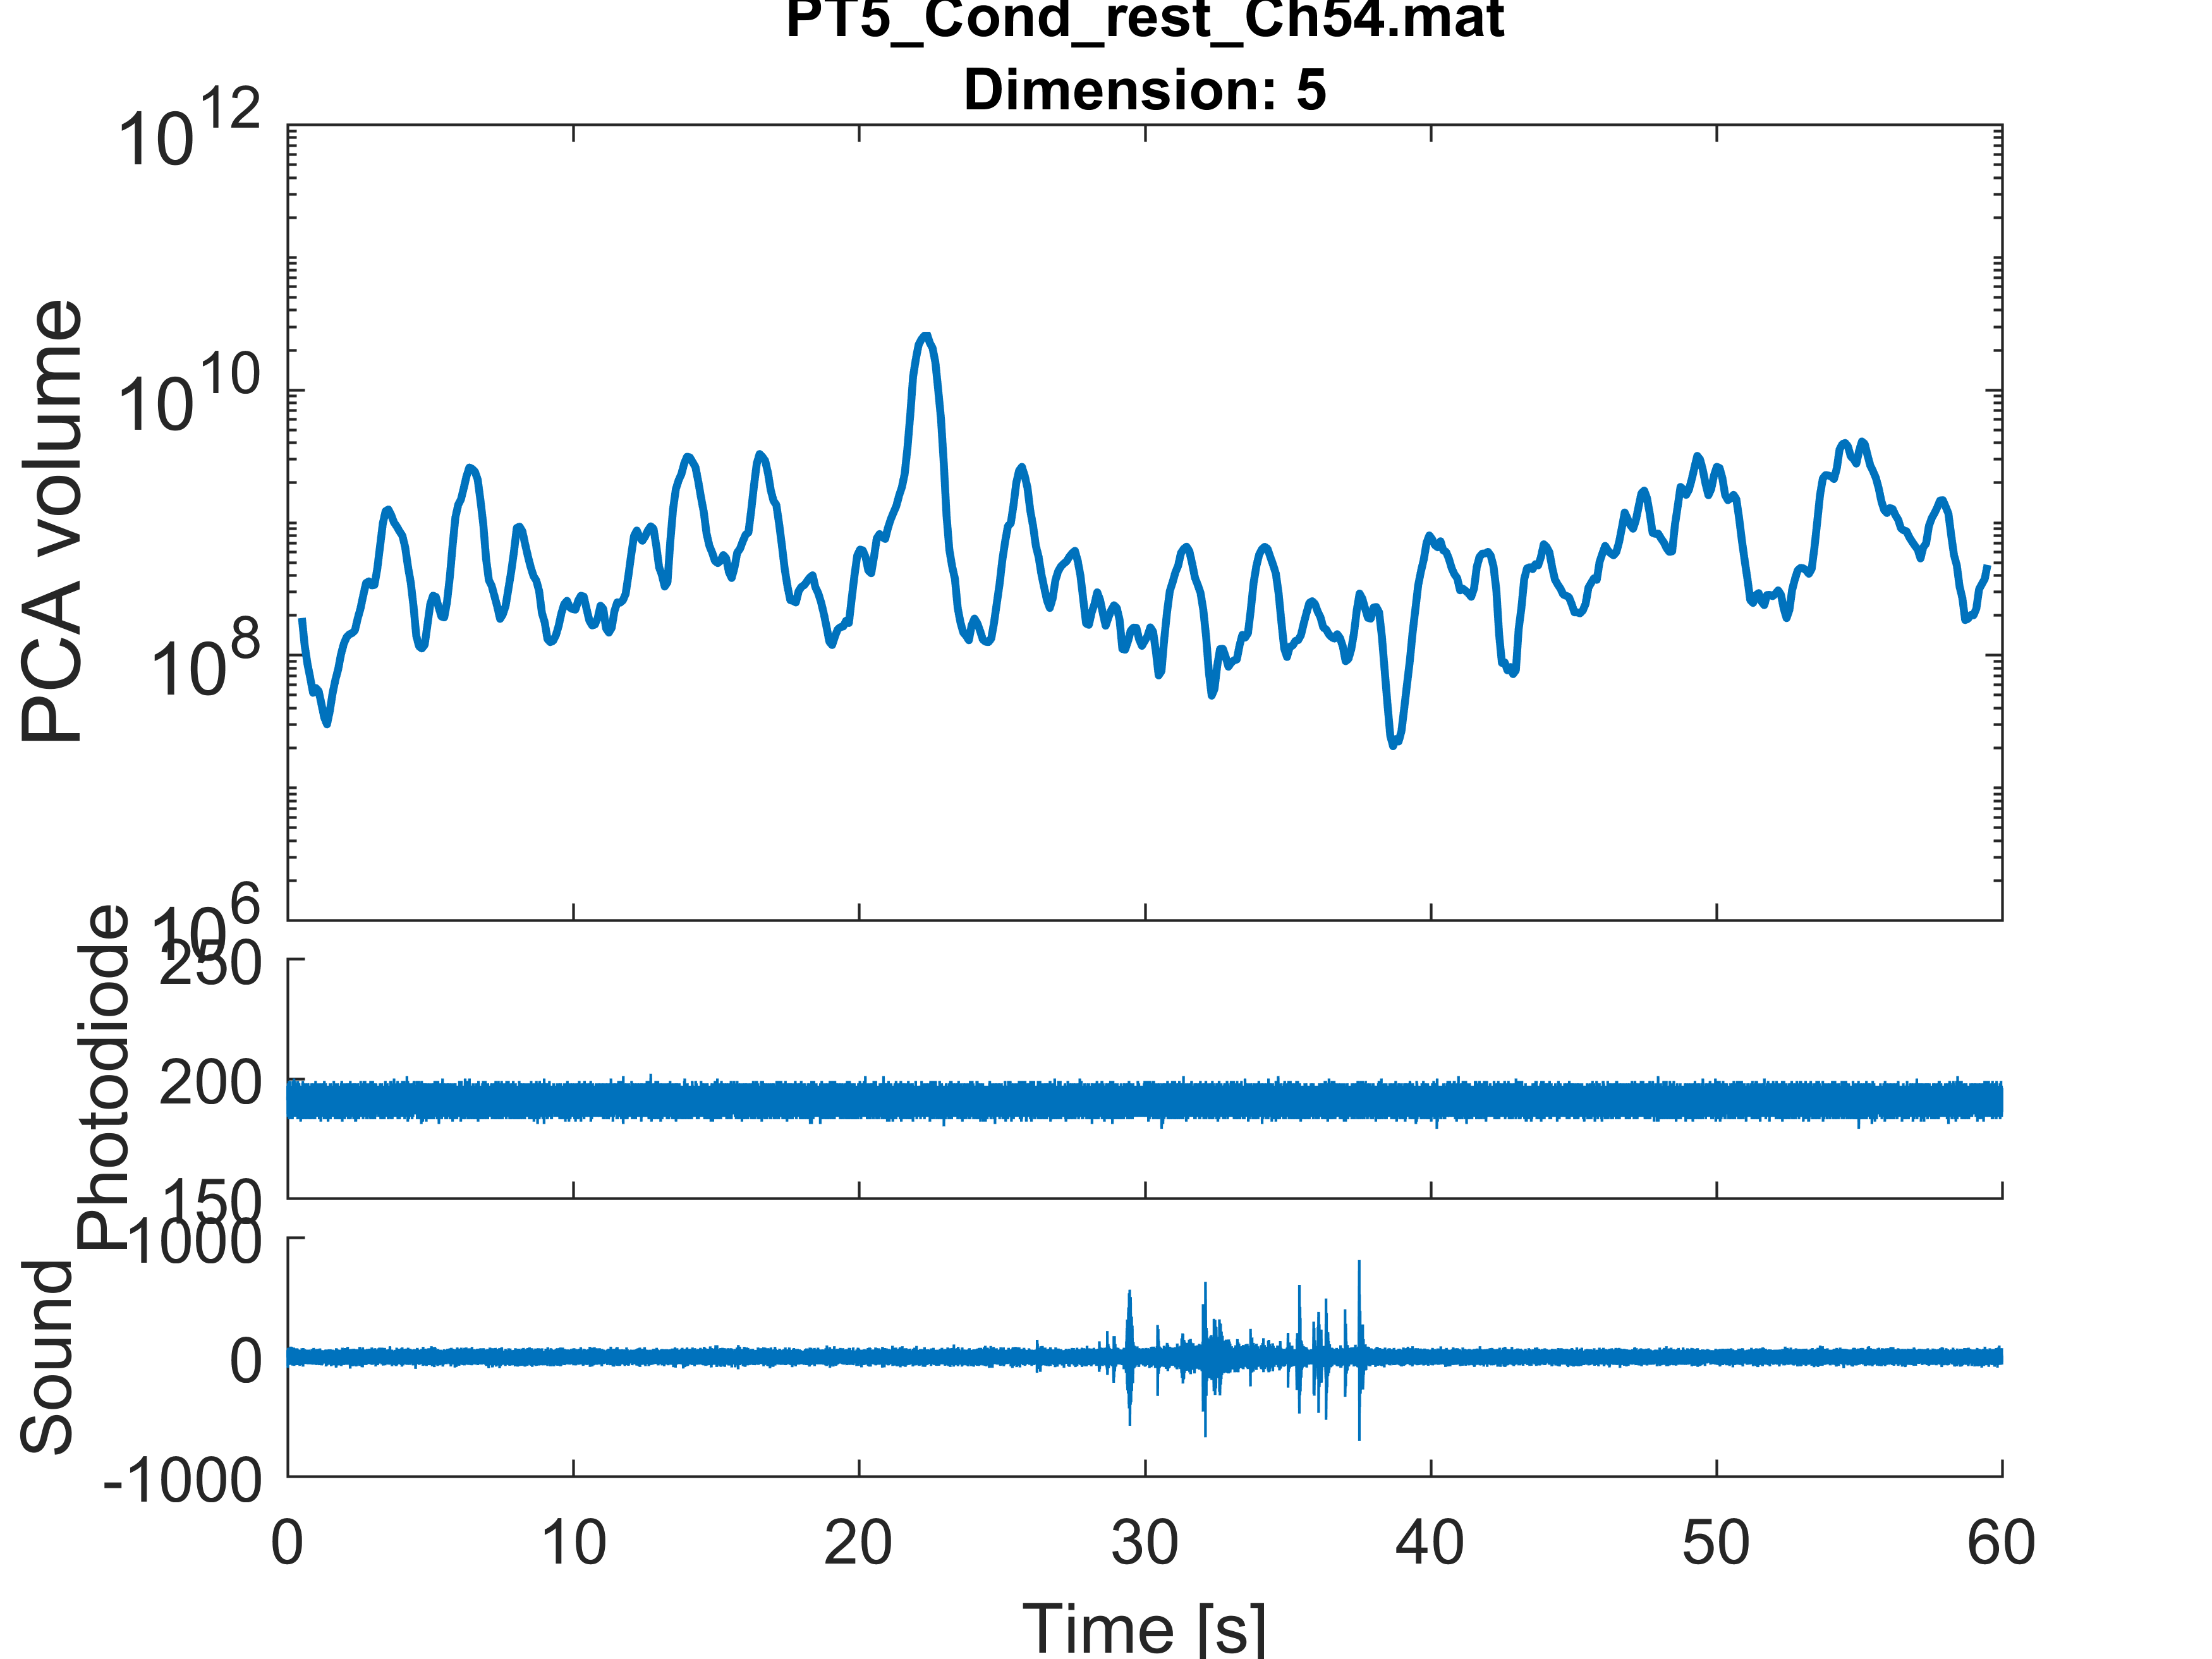 PT5_Cond_rest_Ch54.mat
Dimension: 5
PCA volume
10^12
10^10
10^8
10^6
Photodiode
250
200
150
Sound
1000
0
-1000
0 10 20 30 40 50 60
Time [s]